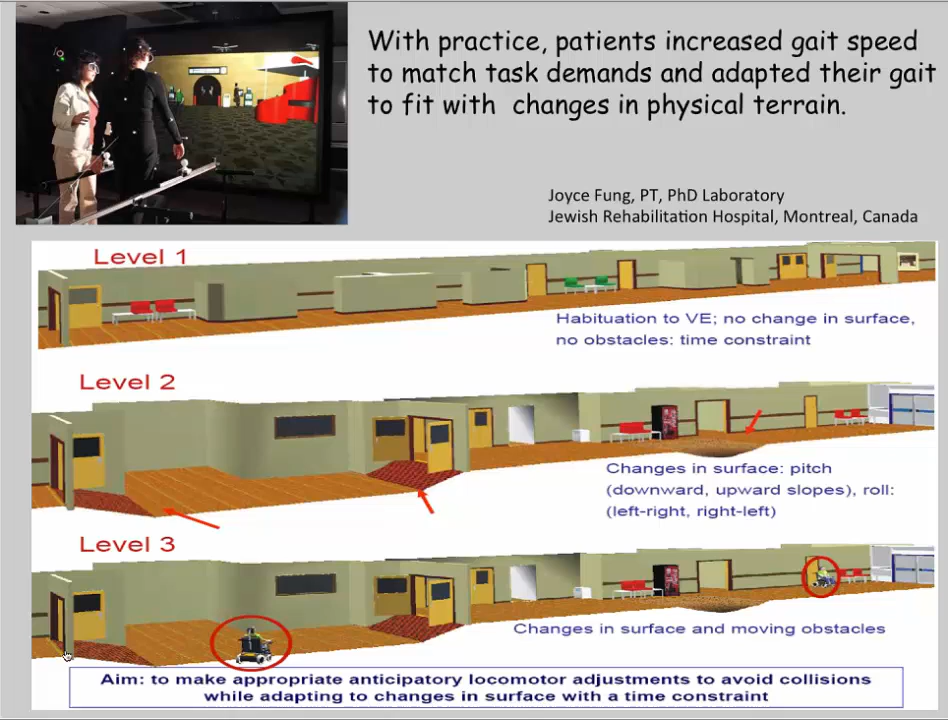 With practice, patients increased gait speed
to match task demands and adapted their gait
to fit with changes in physical terrain.
Joyce Fung, PT, PhD Laboratory
Jewish Rehabilitation Hospital, Montreal, Canada
Level 1
Habituation to VE; no change in surface,
no obstacles: time constraint
Level 2
Changes in surface: pitch
(downward, upward slopes), roll:
(left-right, right-left)
Level 3
Changes in surface and moving obstacles
Aim: to make appropriate anticipatory locomotor adjustments to avoid collisions
while adapting to changes in surface with a time constraint